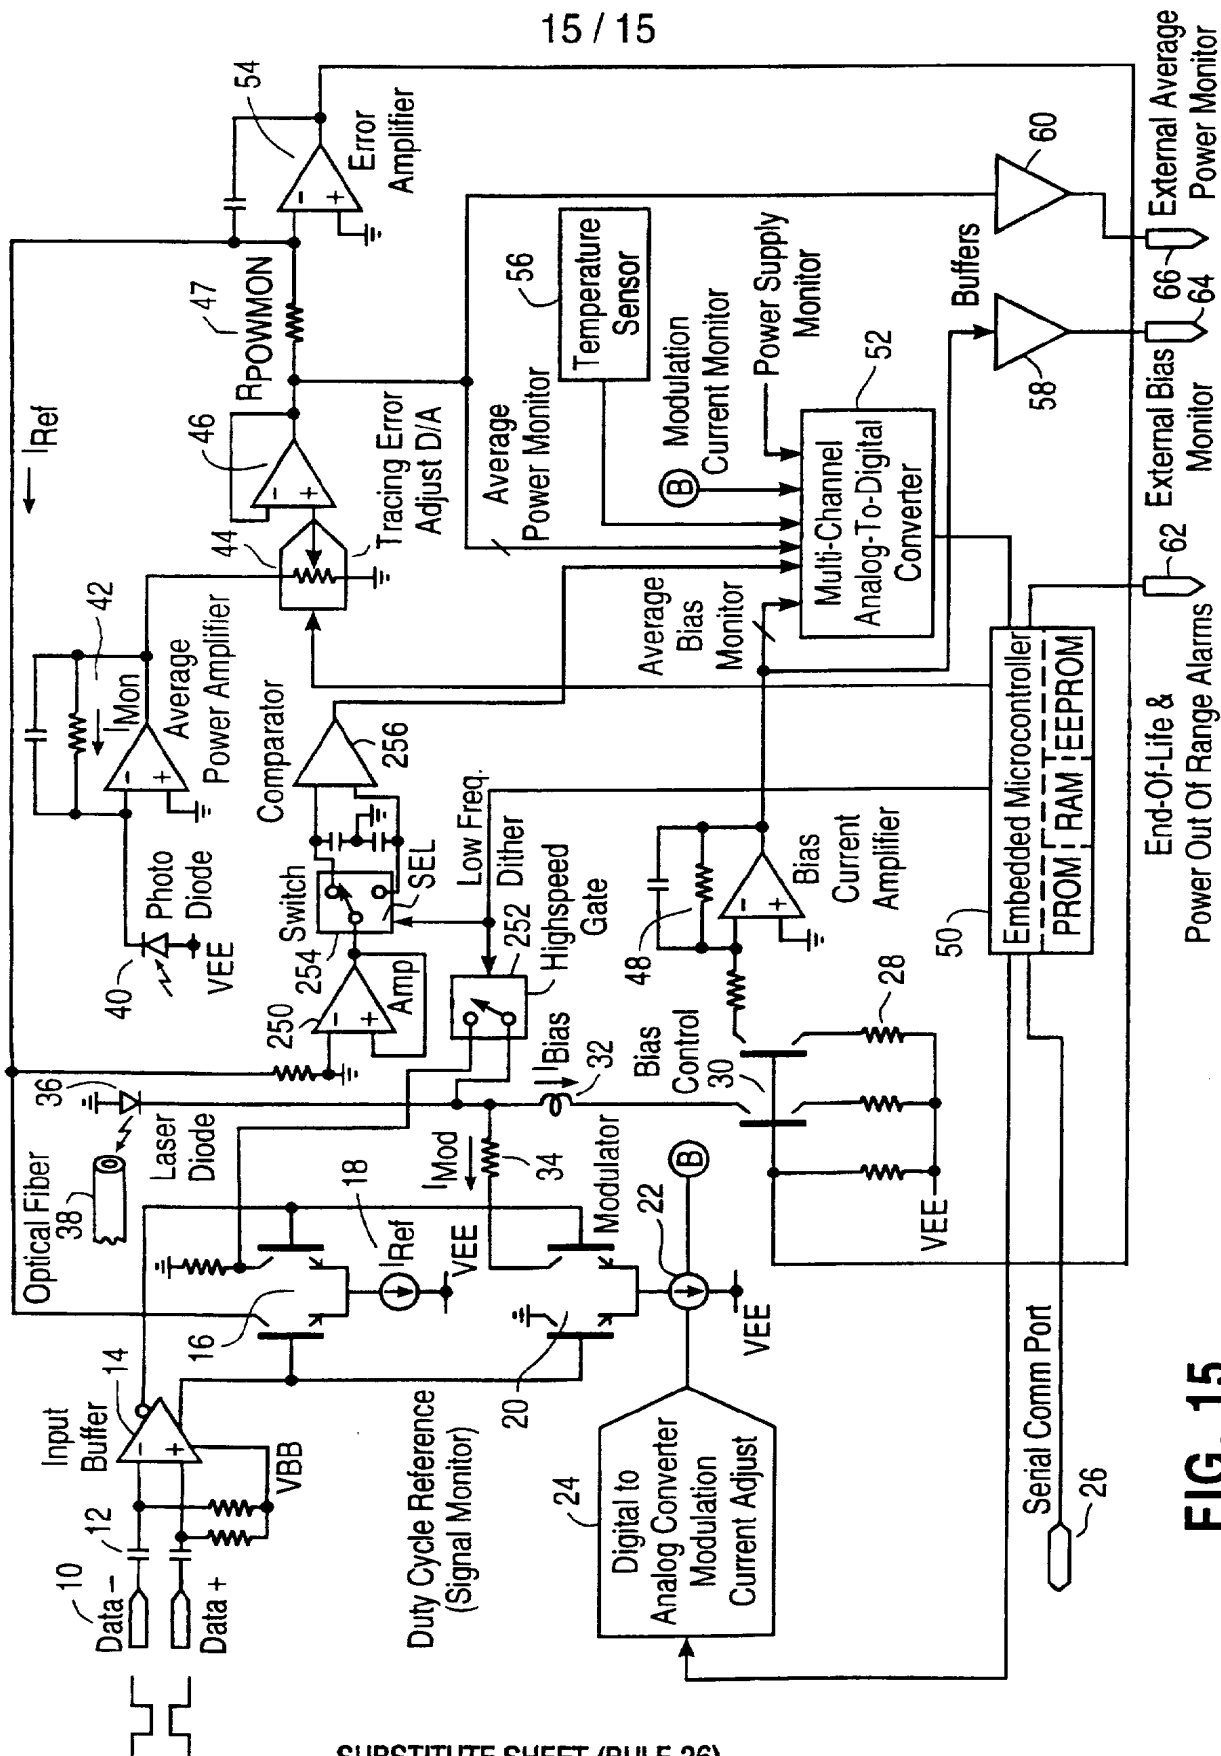 15 / 15
10
Data –
Data +
12
Input
Buffer
14
VBB
Duty Cycle Reference
(Signal Monitor)
Optical Fiber
38
Laser
Diode
36
16
18
IRef
VEE
20
Modulator
IMod
34
22
B
VEE
24
Digital to
Analog Converter
Modulation
Current Adjust
Serial Comm Port
26
40
Photo
Diode
VEE
42
IMon
Average
Power Amplifier
IRef
44
46
Tracing Error
Adjust D/A
47
RPOWMON
54
Error
Amplifier
250
Amp
254
Switch
SEL
Comparator
256
Low Freq.
Dither
252
Highspeed
Gate
IBias
32
Bias
Control
30
28
VEE
48
Bias
Current
Amplifier
Average
Bias
Monitor
Average
Power Monitor
56
Temperature
Sensor
B
Modulation
Current Monitor
Power Supply
Monitor
52
Multi-Channel
Analog-To-Digital
Converter
Buffers
58
60
50
Embedded Microcontroller
PROM
RAM
EEPROM
End-Of-Life &
Power Out Of Range Alarms
62
External Bias
Monitor
64
66
External Average
Power Monitor
FIG. 15
SUBSTITUTE SHEET (RULE 26)